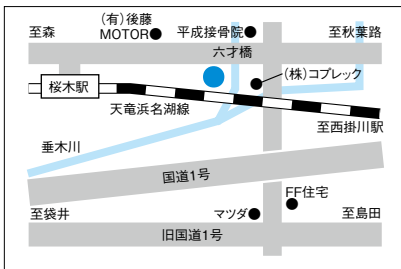 (有)後藤
MOTOR
平成接骨院
至森
至秋葉路
六才橋
(株)コプレック
桜木駅
天竜浜名湖線
至西掛川駅
垂木川
国道1号
FF住宅
至袋井
マツダ
至島田
旧国道1号